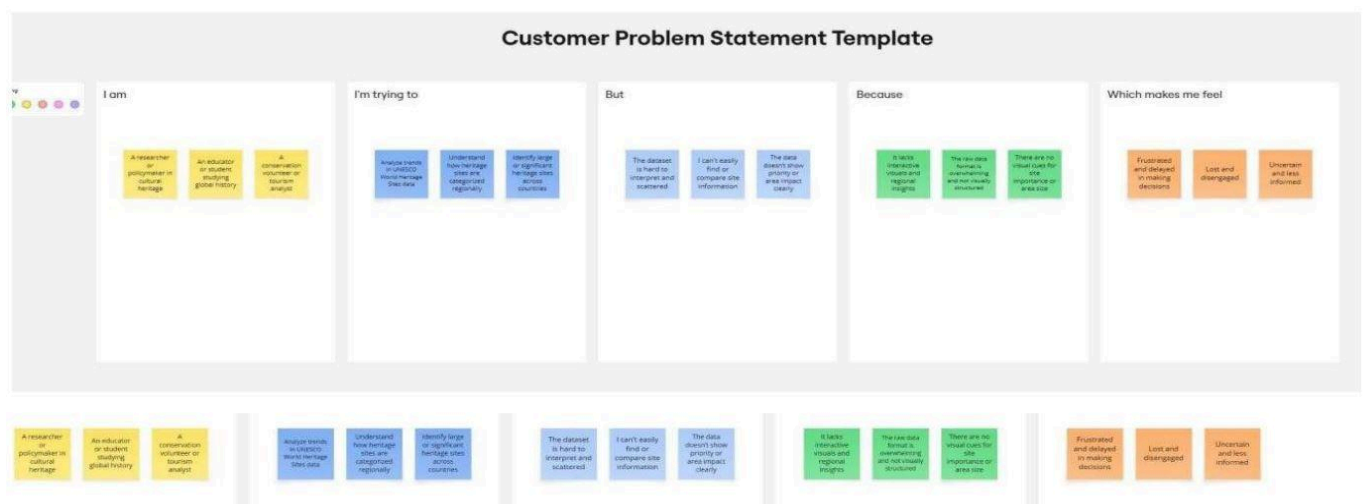 Customer Problem Statement Template
I am
I'm trying to
But
Because
Which makes me feel
A researcher
or
policymaker in
cultural
heritage
An educator
or student
studying
global history
A
conservation
volunteer or
tourism
analyst
Analyze trends
in UNESCO
World Heritage
Sites data
Understand
how heritage
sites are
categorized
regionally
Identify large
or significant
heritage sites
across
countries
The dataset
is hard to
interpret and
scattered
I can't easily
find or
compare site
information
The data
doesn't show
priority or
area impact
clearly
It lacks
interactive
visuals and
regional
insights
The raw data
format is
overwhelming
and not visually
structured
There are no
visual cues for
site
importance or
area size
Frustrated
and delayed
in making
decisions
Lost and
disengaged
Uncertain
and less
informed
A researcher
or
policymaker in
cultural
heritage
An educator
or student
studying
global history
A
conservation
volunteer or
tourism
analyst
Analyze trends
in UNESCO
World Heritage
Sites data
Understand
how heritage
sites are
categorized
regionally
Identify large
or significant
heritage sites
across
countries
The dataset
is hard to
interpret and
scattered
I can't easily
find or
compare site
information
The data
doesn't show
priority or
area impact
clearly
It lacks
interactive
visuals and
regional
insights
The raw data
format is
overwhelming
and not visually
structured
There are no
visual cues for
site
importance or
area size
Frustrated
and delayed
in making
decisions
Lost and
disengaged
Uncertain
and less
informed